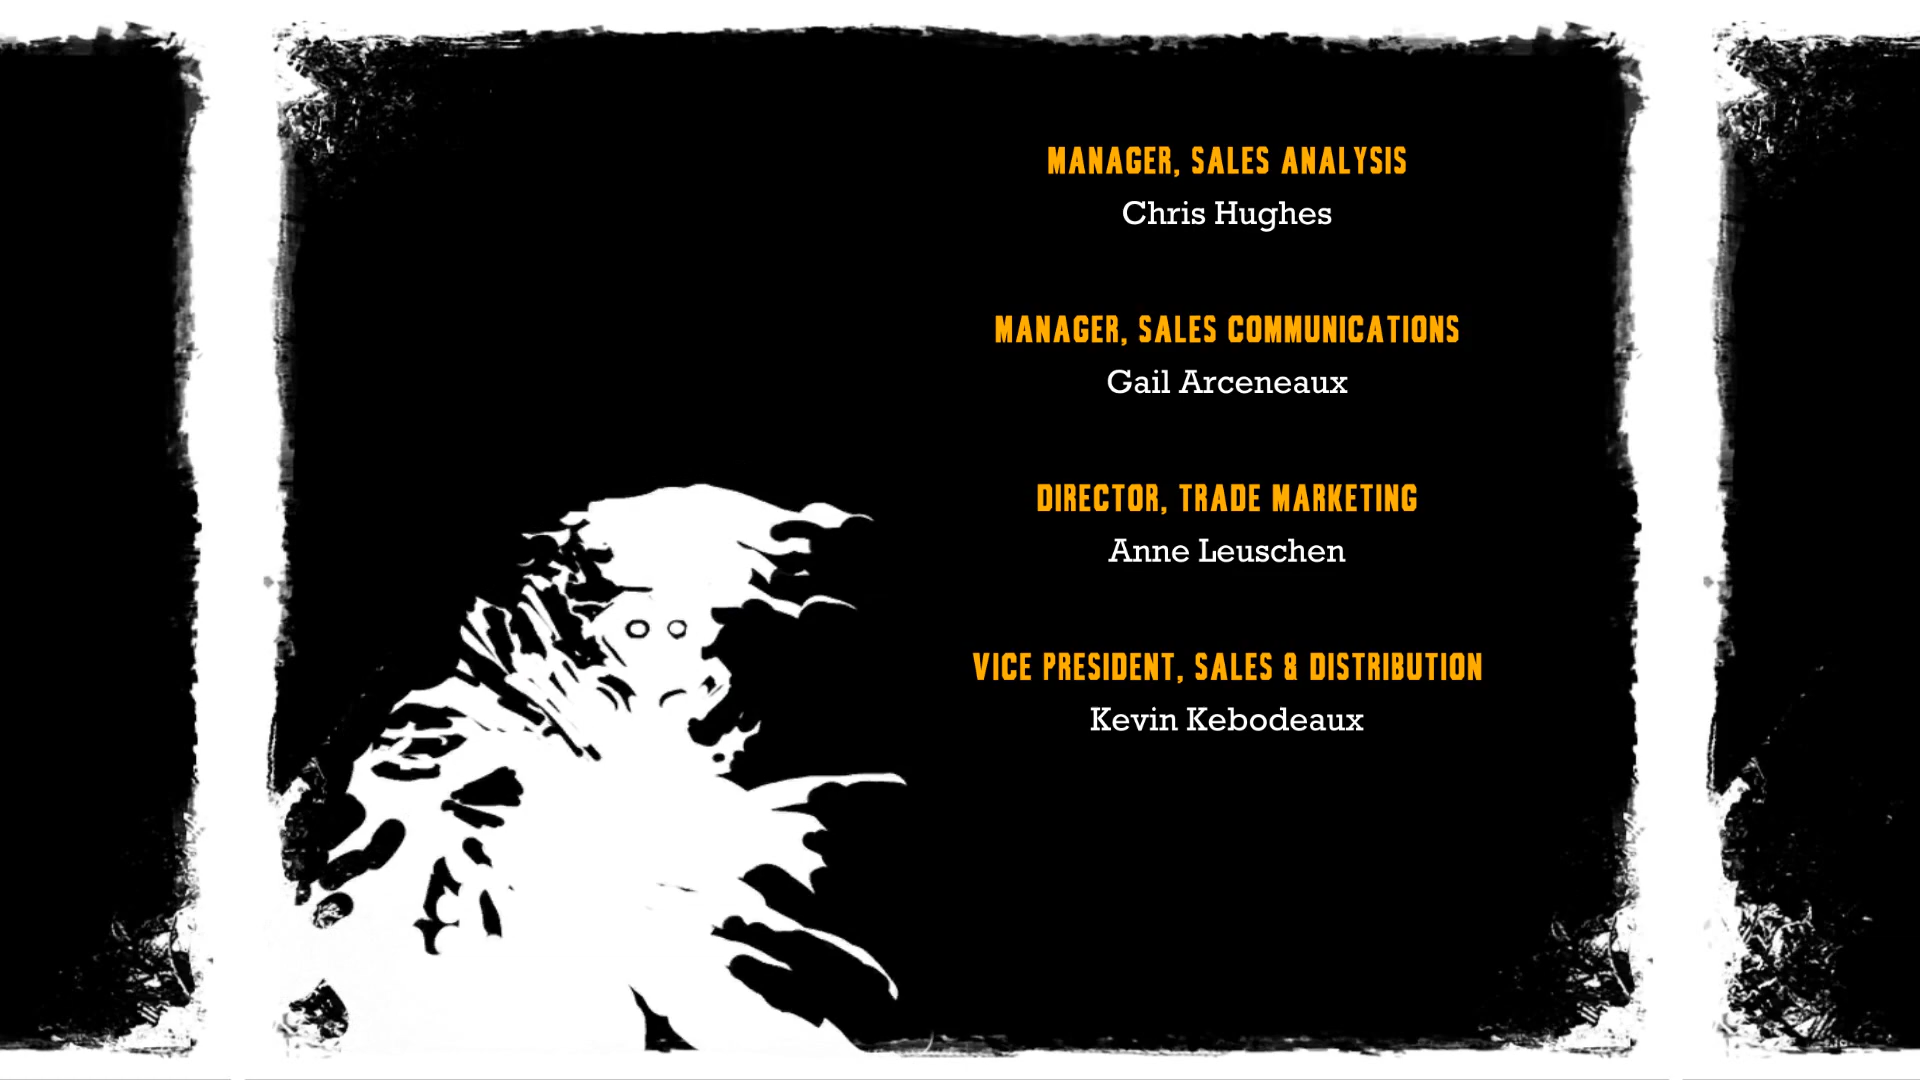 MANAGER, SALES ANALYSIS
Chris Hughes
MANAGER, SALES COMMUNICATIONS
Gail Arceneaux
DIRECTOR, TRADE MARKETING
Anne Leuschen
VICE PRESIDENT, SALES & DISTRIBUTION
Kevin Kebodeaux